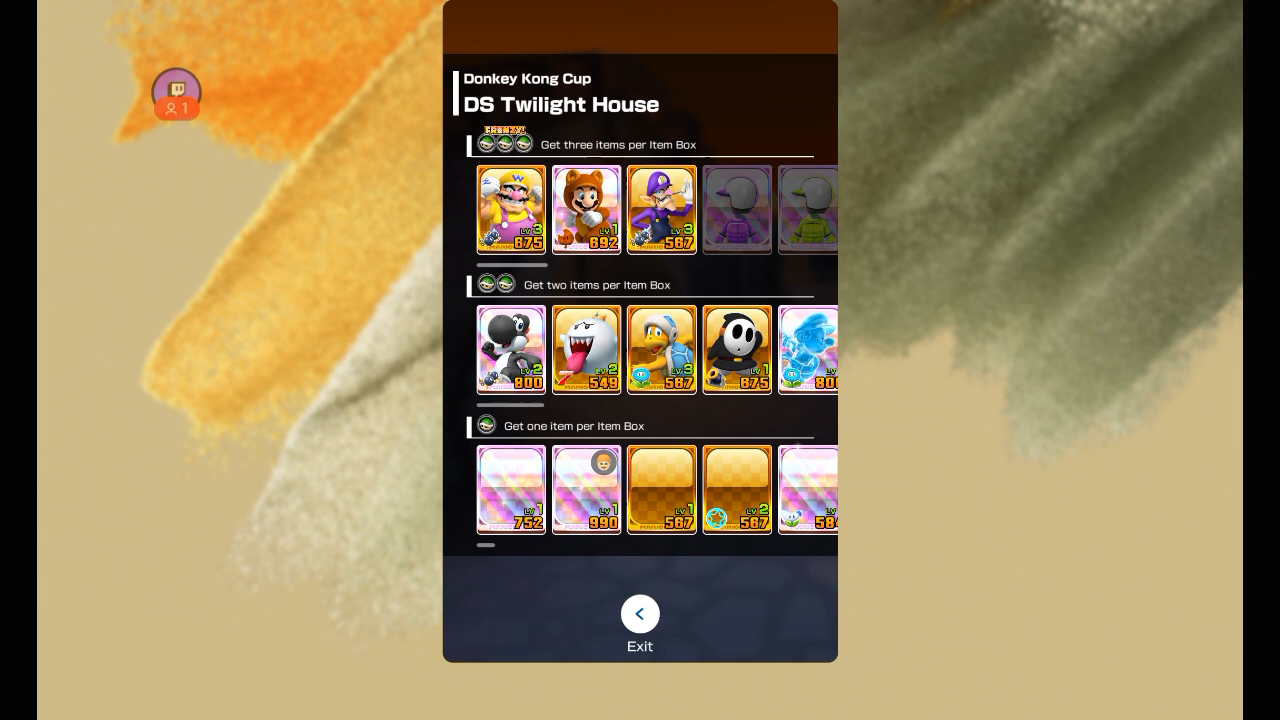 1
Donkey Kong Cup
DS Twilight House
FRENZY!
Get three items per Item Box
LV 3
875
LV 1
892
LV 3
587
Get two items per Item Box
LV 2
800
LV 2
549
LV 3
587
LV 1
875
Get one item per Item Box
LV 1
752
LV 1
990
LV 1
567
LV 2
567
Exit